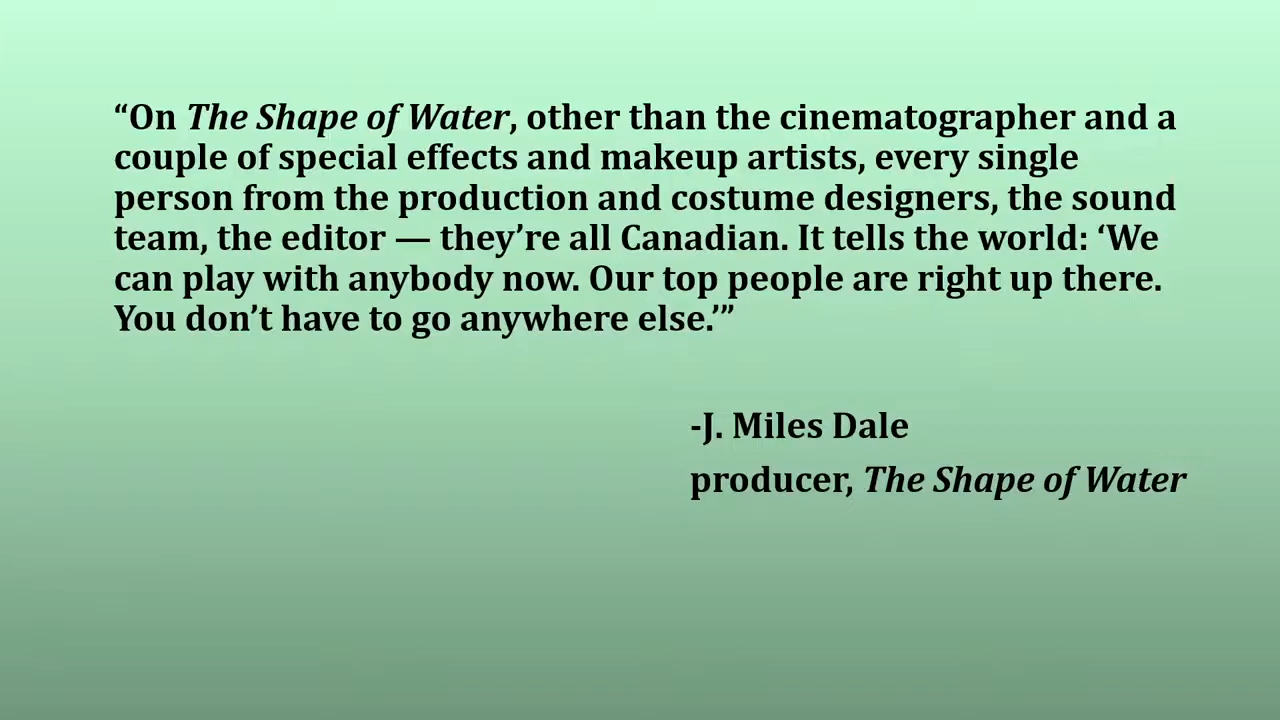 “On The Shape of Water, other than the cinematographer and a
couple of special effects and makeup artists, every single
person from the production and costume designers, the sound
team, the editor — they’re all Canadian. It tells the world: ‘We
can play with anybody now. Our top people are right up there.
You don’t have to go anywhere else.’”
-J. Miles Dale
producer, The Shape of Water